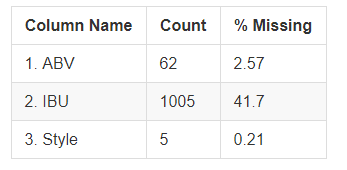 Column Name Count % Missing
1. ABV 62 2.57
2. IBU 1005 41.7
3. Style 5 0.21